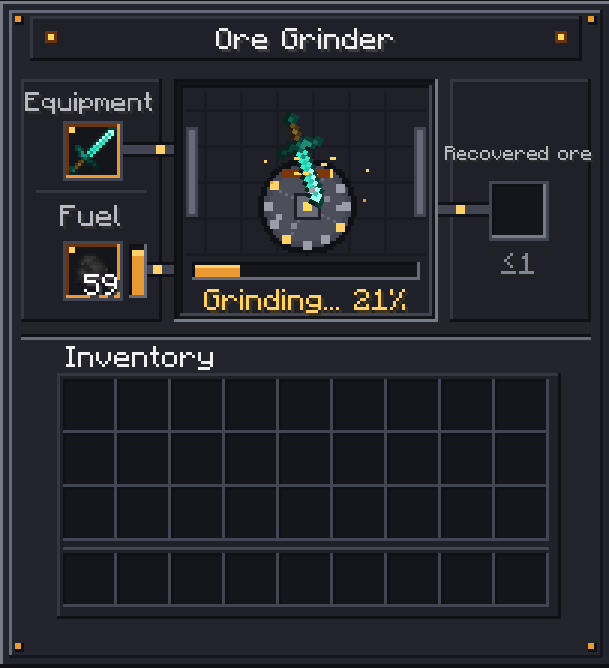 Ore Grinder
Equipment
Recovered ore
Fuel
≤1
59
Grinding... 21%
Inventory